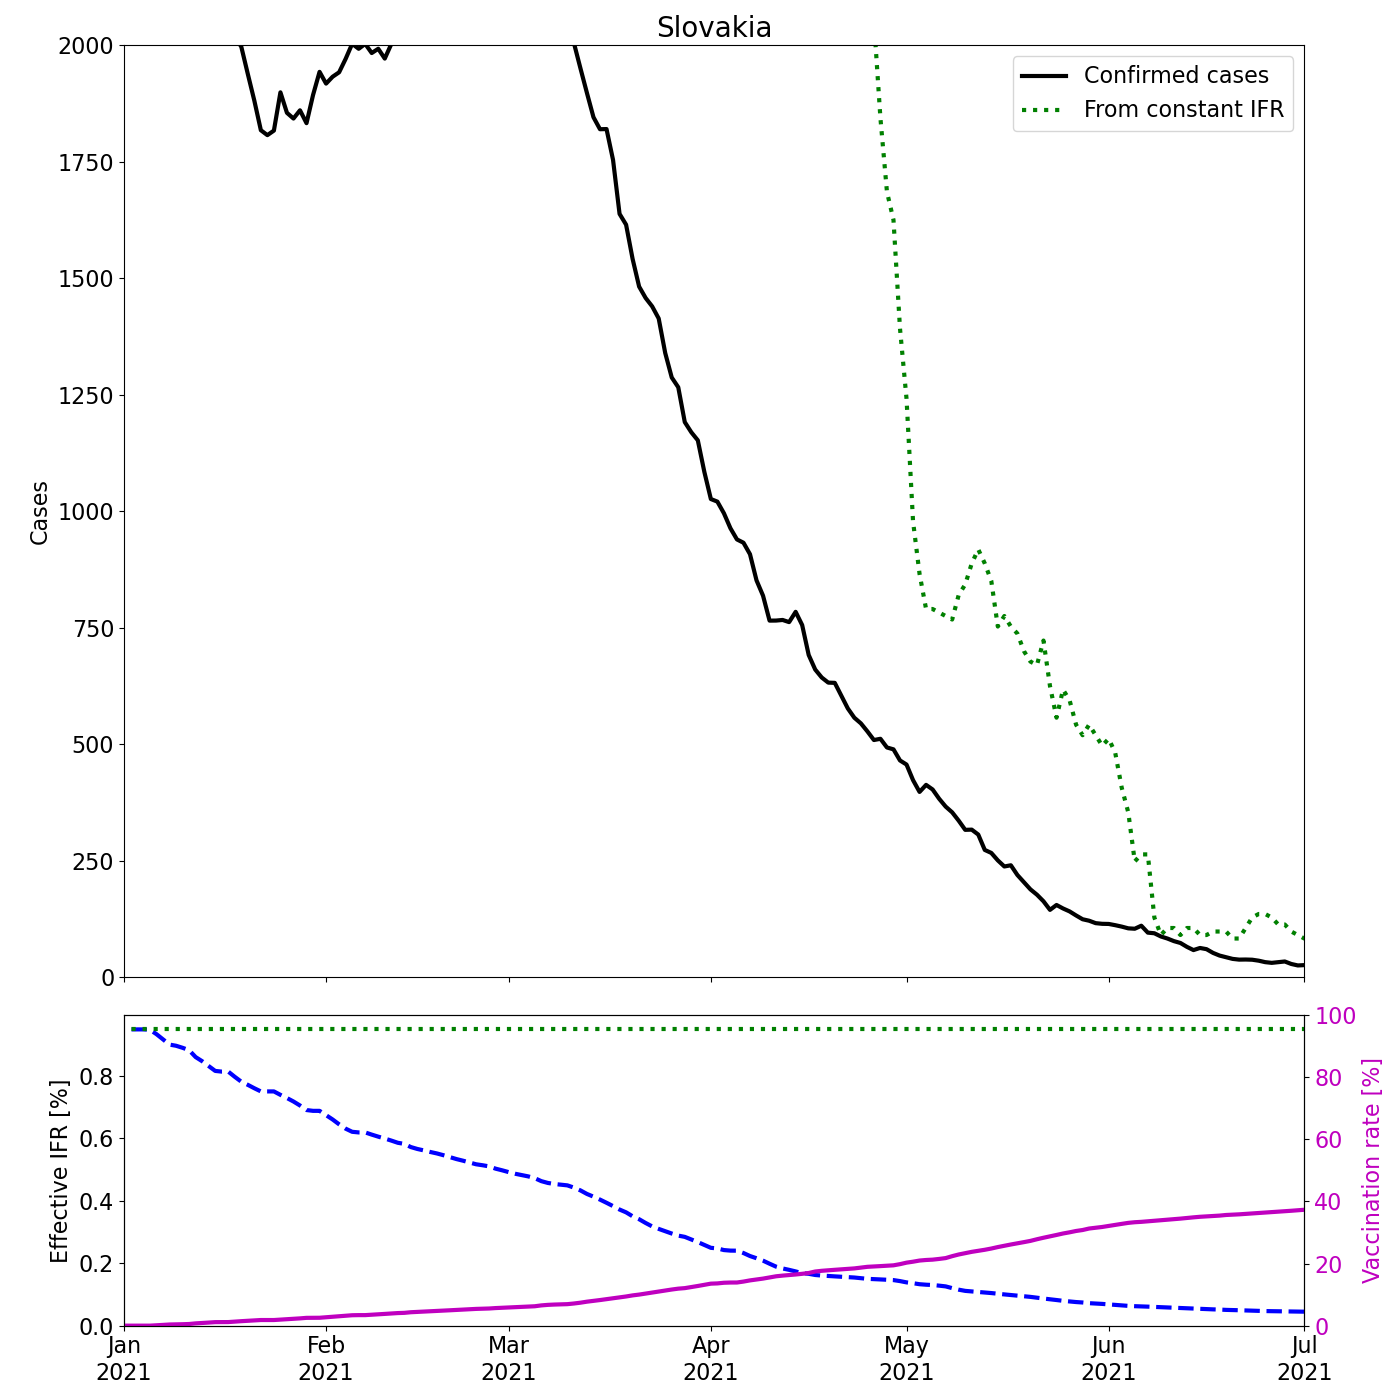 Slovakia
2000
1750
1500
1250
1000
750
500
250
0
Cases
Confirmed cases
From constant IFR
0.8
0.6
0.4
0.2
0.0
Effective IFR [%]
100
80
60
40
20
0
Vaccination rate [%]
Jan Feb Mar Apr May Jun Jul
2021 2021 2021 2021 2021 2021 2021